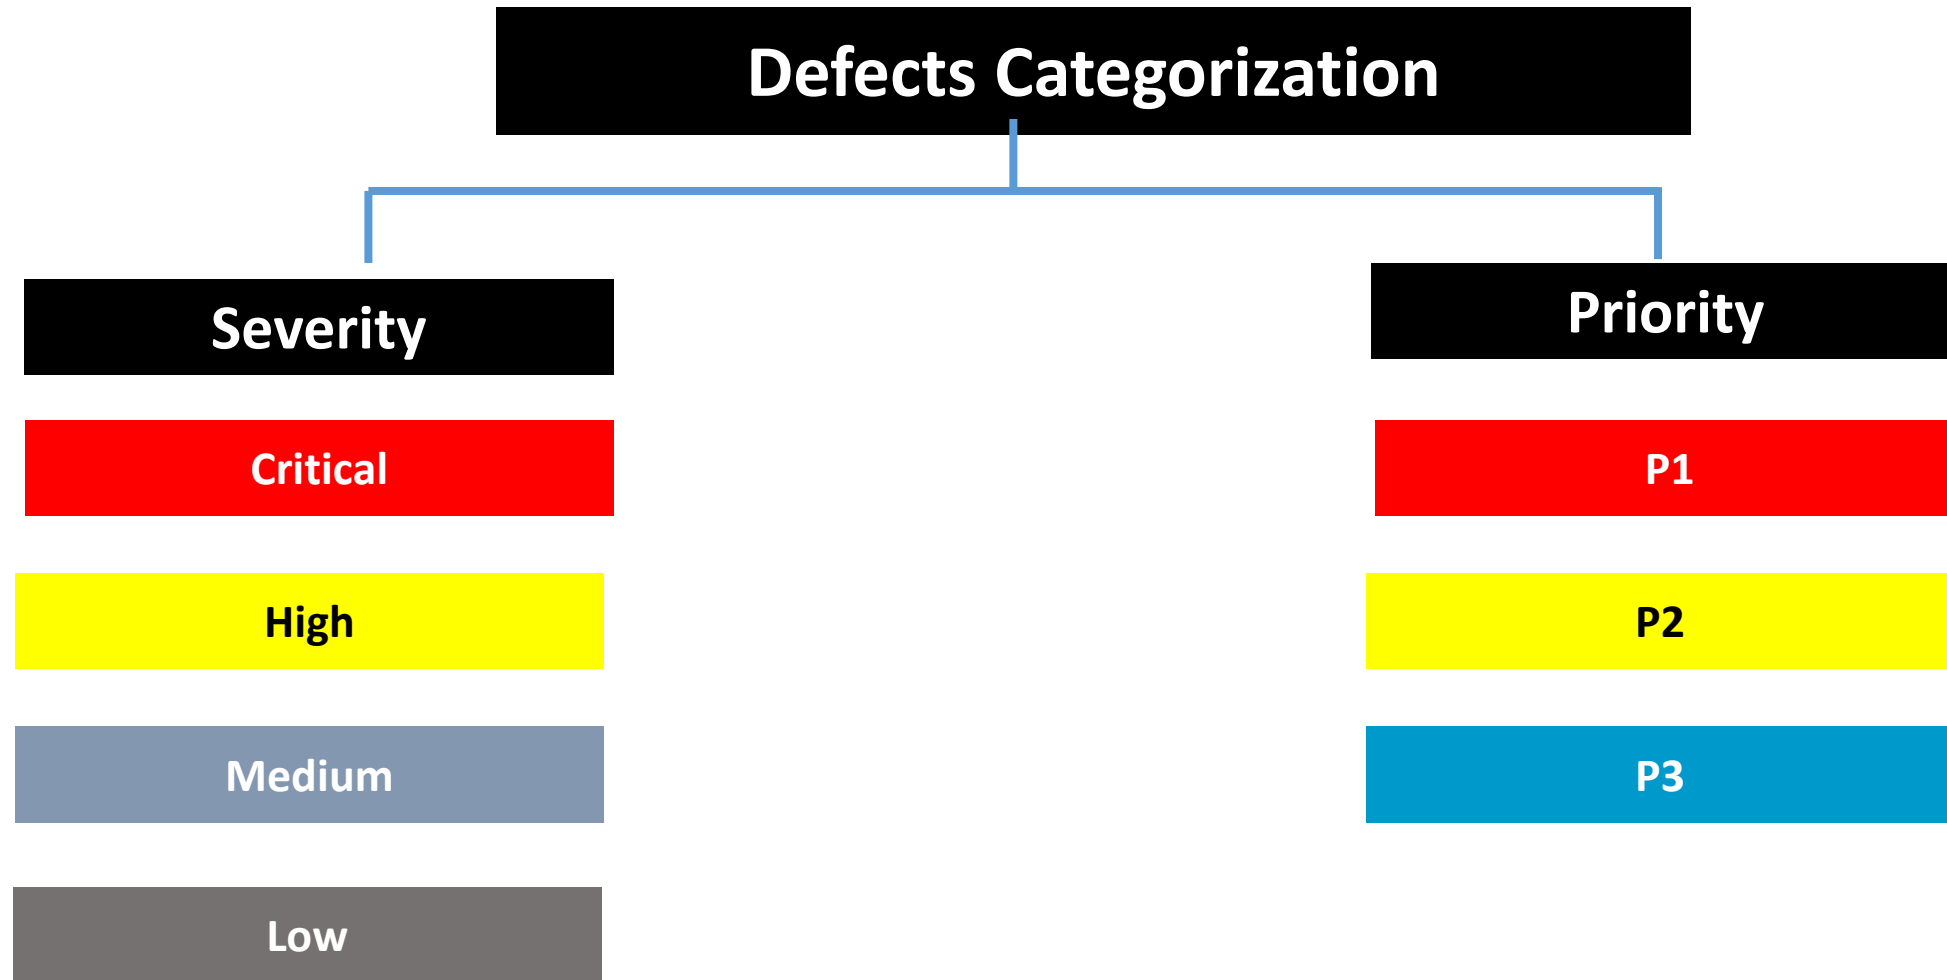 Defects Categorization
Severity
Priority
Critical
P1
High
P2
Medium
P3
Low